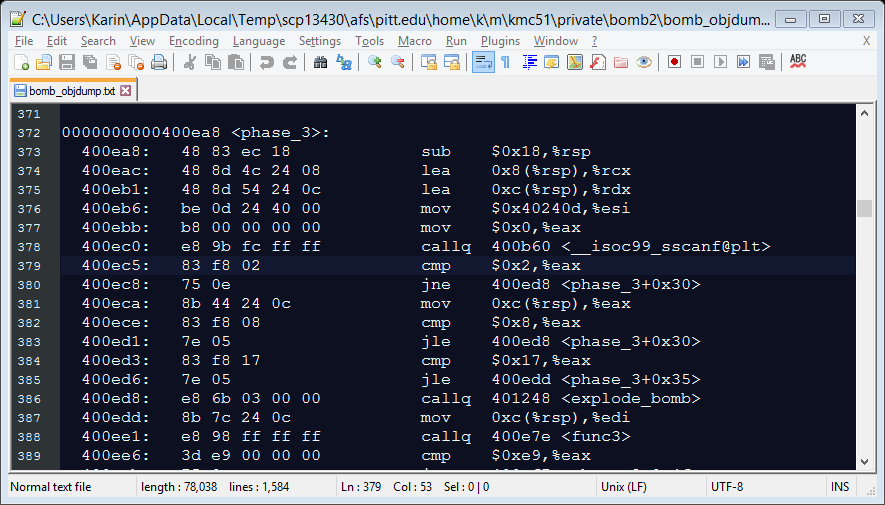 C:\Users\Karin\AppData\Local\Temp\scp13430\afs\pitt.edu\home\k\m\kmc51\private\bomb2\bomb_objdump...
File Edit Search View Encoding Language Settings Tools Macro Run Plugins Window ? X
ABC
bomb_objdump.txt
371
372 0000000000400ea8 <phase_3>:
373 400ea8: 48 83 ec 18 sub $0x18,%rsp
374 400eac: 48 8d 4c 24 08 lea 0x8(%rsp),%rcx
375 400eb1: 48 8d 54 24 0c lea 0xc(%rsp),%rdx
376 400eb6: be 0d 24 40 00 mov $0x40240d,%esi
377 400ebb: b8 00 00 00 00 mov $0x0,%eax
378 400ec0: e8 9b fc ff ff callq 400b60 <__isoc99_sscanf@plt>
379 400ec5: 83 f8 02 cmp $0x2,%eax
380 400ec8: 75 0e jne 400ed8 <phase_3+0x30>
381 400eca: 8b 44 24 0c mov 0xc(%rsp),%eax
382 400ece: 83 f8 08 cmp $0x8,%eax
383 400ed1: 7e 05 jle 400ed8 <phase_3+0x30>
384 400ed3: 83 f8 17 cmp $0x17,%eax
385 400ed6: 7e 05 jle 400edd <phase_3+0x35>
386 400ed8: e8 6b 03 00 00 callq 401248 <explode_bomb>
387 400edd: 8b 7c 24 0c mov 0xc(%rsp),%edi
388 400ee1: e8 98 ff ff ff callq 400e7e <func3>
389 400ee6: 3d e9 00 00 00 cmp $0xe9,%eax
Normal text file length : 78,038 lines : 1,584 Ln : 379 Col : 53 Sel : 0 | 0 Unix (LF) UTF-8 INS